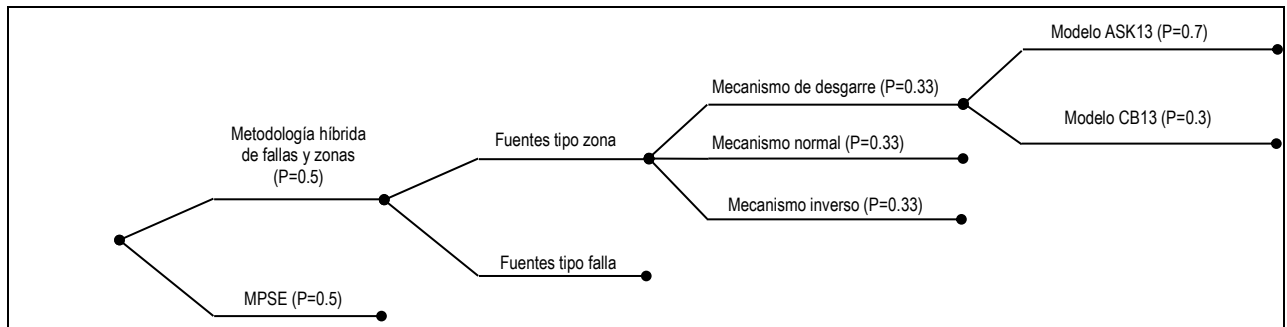 Modelo ASK13 (P=0.7)
Mecanismo de desgarre (P=0.33)
Modelo CB13 (P=0.3)
Metodología híbrida
de fallas y zonas
(P=0.5)
Fuentes tipo zona
Mecanismo normal (P=0.33)
Mecanismo inverso (P=0.33)
Fuentes tipo falla
MPSE (P=0.5)